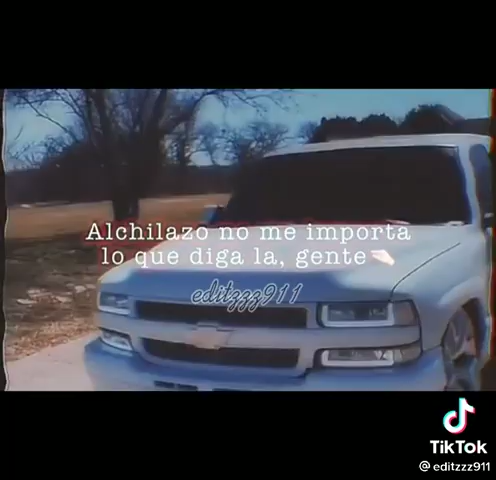 Alchilazo no me importa
lo que diga la, gente
editzzz911
TikTok
@editzzz911